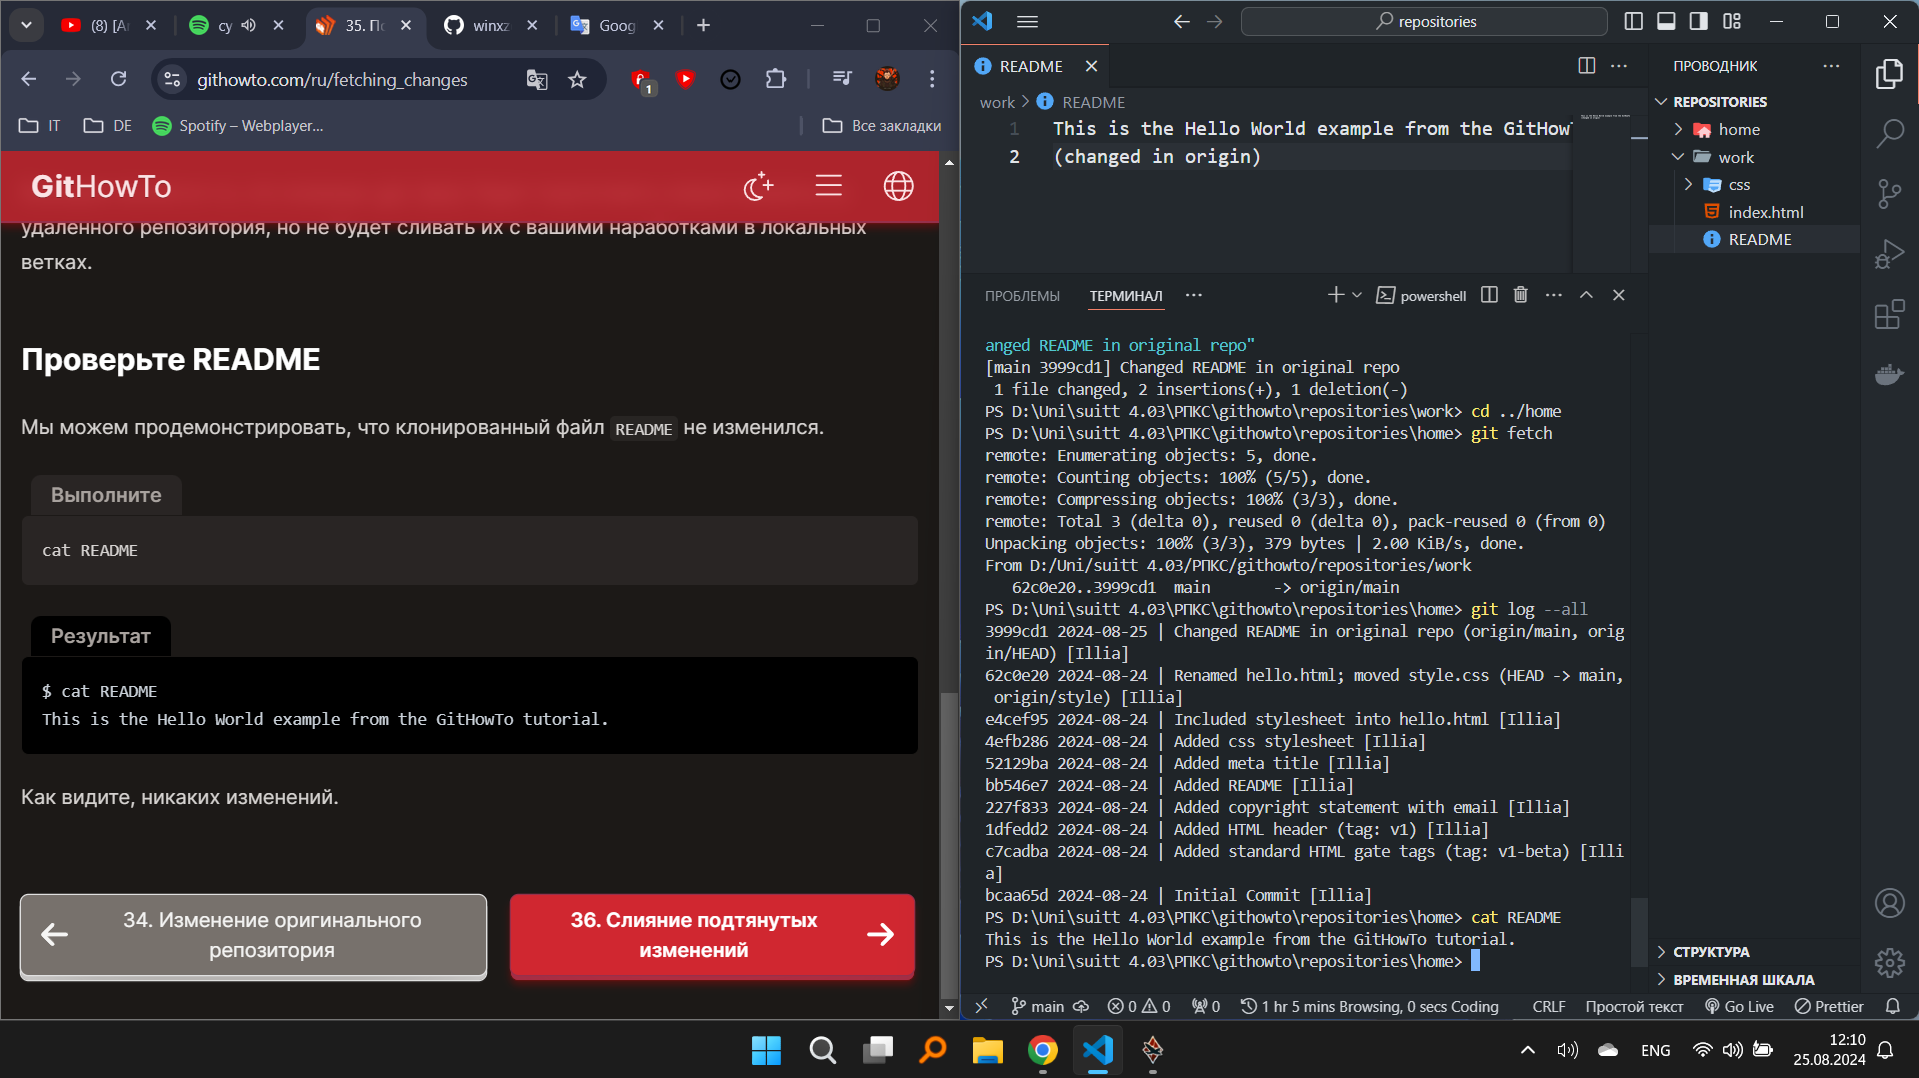 (8) [Ar
су
35. По
winxz
Goog
githowto.com/ru/fetching_changes
1
IT
DE
Spotify – Webplayer...
Все закладки
GitHowTo
удаленного репозитория, но не будет сливать их с вашими наработками в локальных
ветках.
Проверьте README
Мы можем продемонстрировать, что клонированный файл README не изменился.
Выполните
cat README
Результат
$ cat README
This is the Hello World example from the GitHowTo tutorial.
Как видите, никаких изменений.
34. Изменение оригинального
репозитория
36. Слияние подтянутых
изменений
repositories
README
work > README
1 This is the Hello World example from the GitHowT
2 (changed in origin)
ПРОБЛЕМЫ
ТЕРМИНАЛ
powershell
anged README in original repo"
[main 3999cd1] Changed README in original repo
1 file changed, 2 insertions(+), 1 deletion(-)
PS D:\Uni\suitt 4.03\РПКС\githowto\repositories\work> cd ../home
PS D:\Uni\suitt 4.03\РПКС\githowto\repositories\home> git fetch
remote: Enumerating objects: 5, done.
remote: Counting objects: 100% (5/5), done.
remote: Compressing objects: 100% (3/3), done.
remote: Total 3 (delta 0), reused 0 (delta 0), pack-reused 0 (from 0)
Unpacking objects: 100% (3/3), 379 bytes | 2.00 KiB/s, done.
From D:/Uni/suitt 4.03/РПКС/githowto/repositories/work
62c0e20..3999cd1  main       -> origin/main
PS D:\Uni\suitt 4.03\РПКС\githowto\repositories\home> git log --all
3999cd1 2024-08-25 | Changed README in original repo (origin/main, orig
in/HEAD) [Illia]
62c0e20 2024-08-24 | Renamed hello.html; moved style.css (HEAD -> main,
origin/style) [Illia]
e4cef95 2024-08-24 | Included stylesheet into hello.html [Illia]
4efb286 2024-08-24 | Added css stylesheet [Illia]
52129ba 2024-08-24 | Added meta title [Illia]
bb546e7 2024-08-24 | Added README [Illia]
227f833 2024-08-24 | Added copyright statement with email [Illia]
1dfedd2 2024-08-24 | Added HTML header (tag: v1) [Illia]
c7cadba 2024-08-24 | Added standard HTML gate tags (tag: v1-beta) [Illi
a]
bcaa65d 2024-08-24 | Initial Commit [Illia]
PS D:\Uni\suitt 4.03\РПКС\githowto\repositories\home> cat README
This is the Hello World example from the GitHowTo tutorial.
PS D:\Uni\suitt 4.03\РПКС\githowto\repositories\home>
ПРОВОДНИК
REPOSITORIES
home
work
css
index.html
README
СТРУКТУРА
ВРЕМЕННАЯ ШКАЛА
main
0
0
0
1 hr 5 mins Browsing, 0 secs Coding
CRLF
Простой текст
Go Live
Prettier
ENG
12:10
25.08.2024